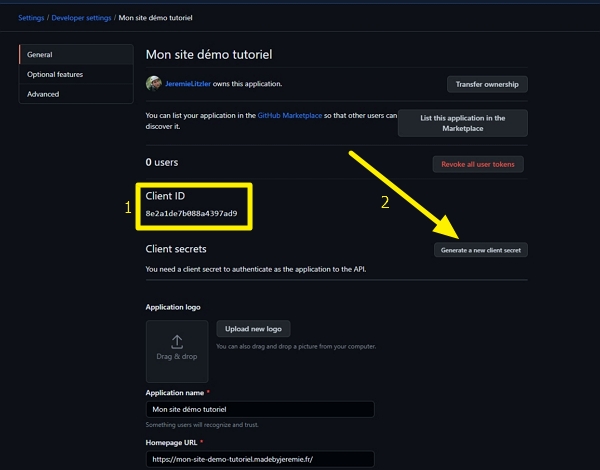 Settings / Developer settings / Mon site démo tutoriel
General
Optional features
Advanced
Mon site démo tutoriel
JeremieLitzler owns this application.
Transfer ownership
You can list your application in the GitHub Marketplace so that other users can
discover it.
List this application in the
Marketplace
0 users
Revoke all user tokens
1
Client ID
8e2a1de7b088a4397ad9
2
Client secrets
Generate a new client secret
You need a client secret to authenticate as the application to the API.
Application logo
Drag & drop
Upload new logo
You can also drag and drop a picture from your computer.
Application name *
Mon site démo tutoriel
Something users will recognize and trust.
Homepage URL *
https://mon-site-demo-tutoriel.madebyjeremie.fr/